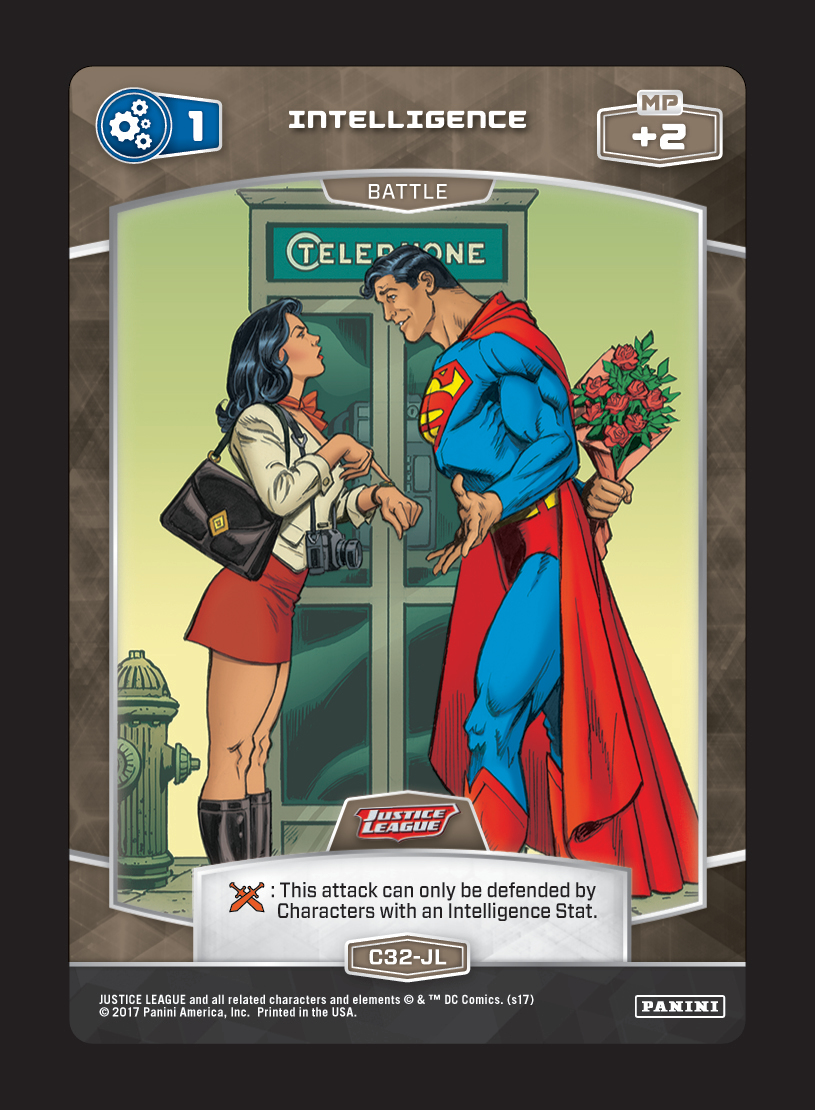 1
INTELLIGENCE
MP
+2
BATTLE
TELEPHONE
S
JUSTICE
LEAGUE
: This attack can only be defended by
Characters with an Intelligence Stat.
C32-JL
JUSTICE LEAGUE and all related characters and elements © & ™ DC Comics. (s17)
© 2017 Panini America, Inc. Printed in the USA.
PANINI